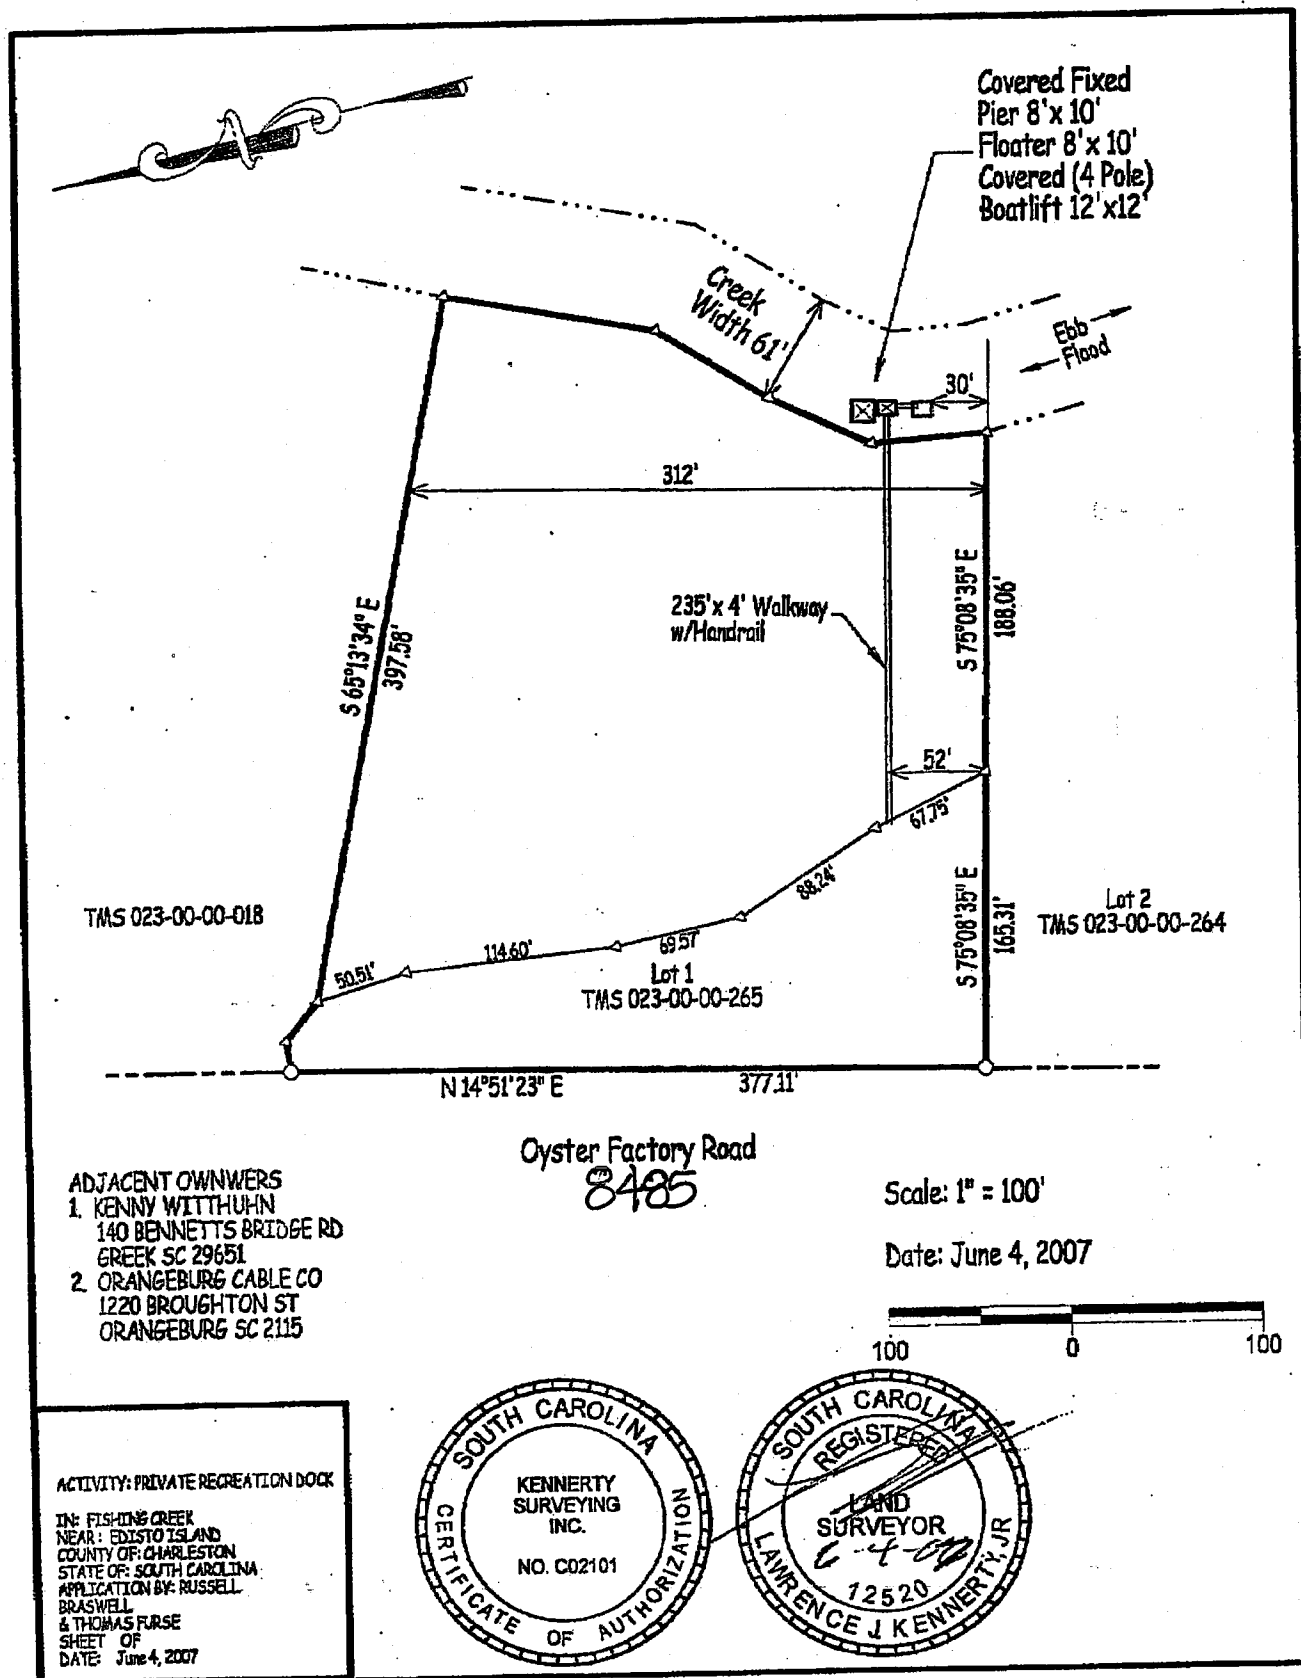 N
Covered Fixed
Pier 8'x 10'
Floater 8'x 10'
Covered (4 Pole)
Boatlift 12'x12'
Creek
Width 61'
Ebb
Flood
30'
312'
S 65°13'34" E
397.58'
235'x 4' Walkway
w/Handrail
S 75°08'35" E
188.06'
52'
67.75'
88.24'
69.57'
114.60'
50.51'
TMS 023-00-00-018
Lot 1
TMS 023-00-00-265
S 75°08'35" E
165.31'
Lot 2
TMS 023-00-00-264
N 14°51'23" E
377.11'
Oyster Factory Road
8485
ADJACENT OWNWERS
1. KENNY WITTHUHN
140 BENNETTS BRIDGE RD
GREEK SC 29651
2. ORANGEBURG CABLE CO
1220 BROUGHTON ST
ORANGEBURG SC 2115
Scale: 1" = 100'
Date: June 4, 2007
100 0 100
ACTIVITY: PRIVATE RECREATION DOCK
IN: FISHING CREEK
NEAR: EDISTO ISLAND
COUNTY OF: CHARLESTON
STATE OF: SOUTH CAROLINA
APPLICATION BY: RUSSELL
BRASWELL
& THOMAS FURSE
SHEET OF
DATE: June 4, 2007
SOUTH CAROLINA
KENNERTY
SURVEYING
INC.
NO. C02101
CERTIFICATE OF AUTHORIZATION
SOUTH CAROLINA
REGISTERED
LAND
SURVEYOR
12520
LAWRENCE J KENNERTY, JR